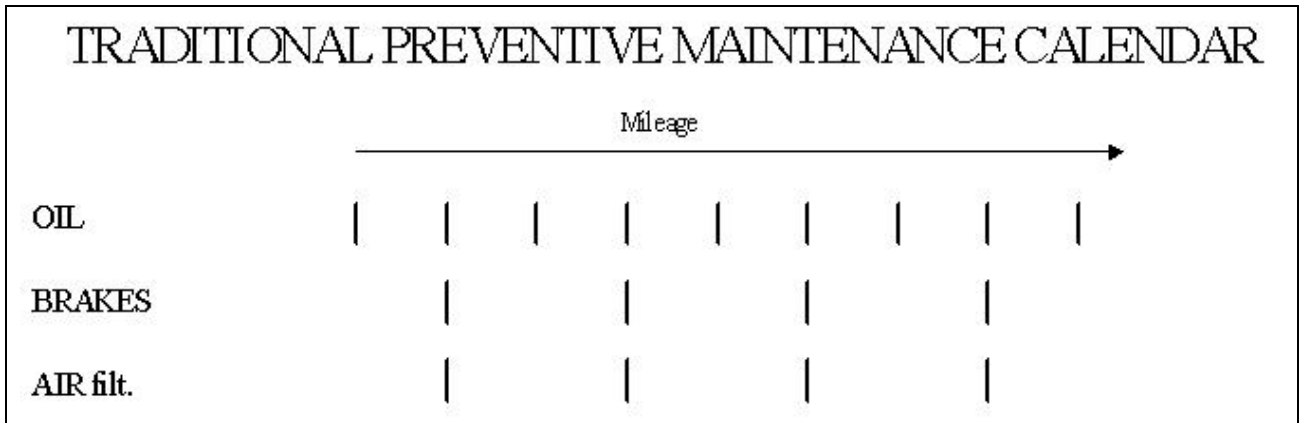 TRADITIONAL PREVENTIVE MAINTENANCE CALENDAR
Mileage
OIL
BRAKES
AIR filt.